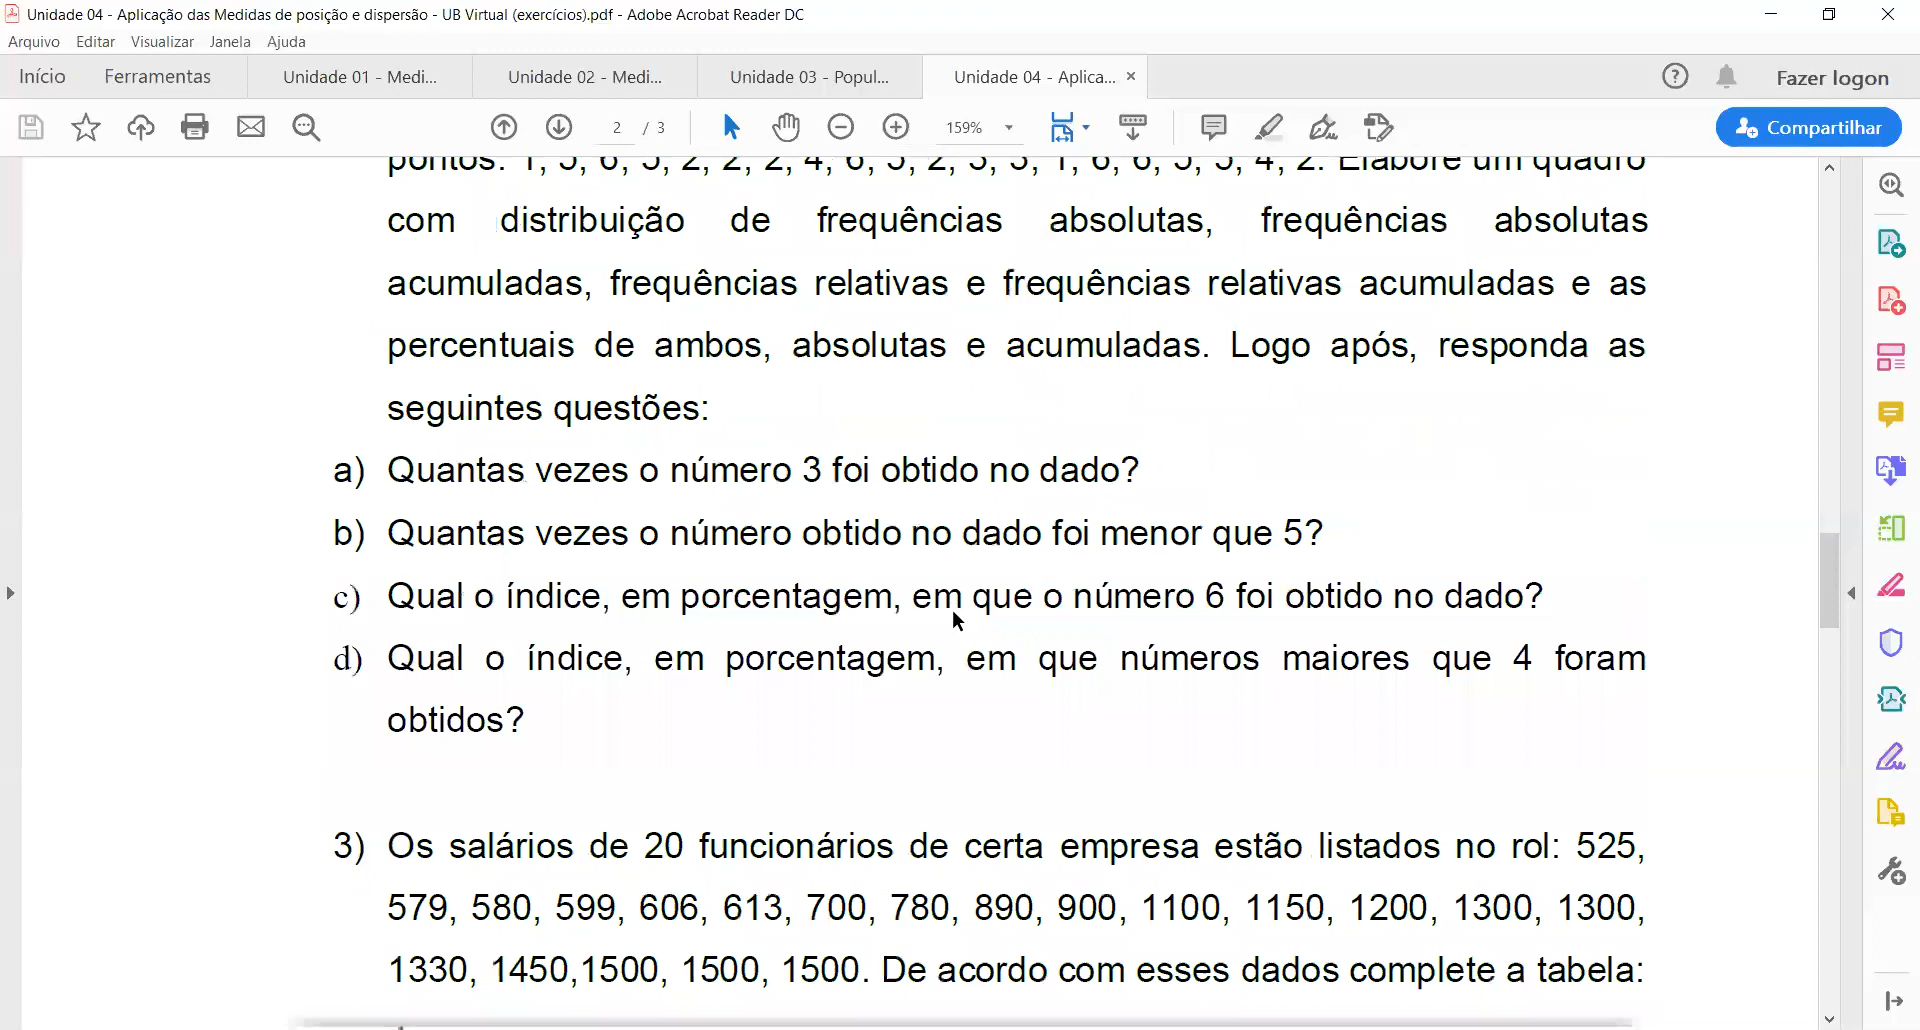 Unidade 04 - Aplicação das Medidas de posição e dispersão - UB Virtual (exercícios).pdf - Adobe Acrobat Reader DC
Arquivo Editar Visualizar Janela Ajuda
Início Ferramentas Unidade 01 - Medi... Unidade 02 - Medi... Unidade 03 - Popul... Unidade 04 - Aplica... × Fazer logon
2 / 3 159% Compartilhar
Elabore um quadro
com distribuição de frequências absolutas, frequências absolutas
acumuladas, frequências relativas e frequências relativas acumuladas e as
percentuais de ambos, absolutas e acumuladas. Logo após, responda as
seguintes questões:
a) Quantas vezes o número 3 foi obtido no dado?
b) Quantas vezes o número obtido no dado foi menor que 5?
c) Qual o índice, em porcentagem, em que o número 6 foi obtido no dado?
d) Qual o índice, em porcentagem, em que números maiores que 4 foram
obtidos?
3) Os salários de 20 funcionários de certa empresa estão listados no rol: 525,
579, 580, 599, 606, 613, 700, 780, 890, 900, 1100, 1150, 1200, 1300, 1300,
1330, 1450,1500, 1500, 1500. De acordo com esses dados complete a tabela: